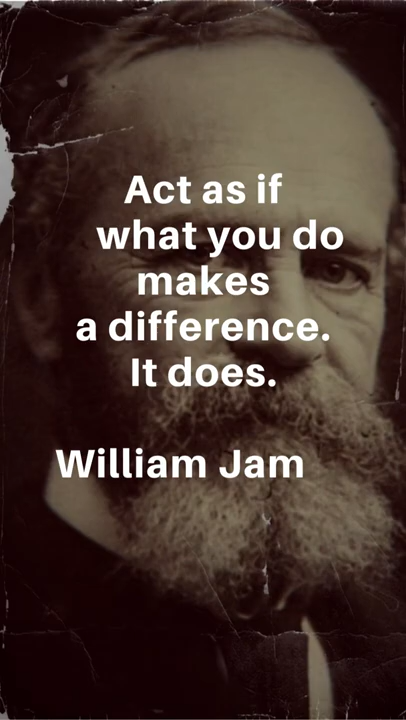 Act as if
what you do
makes
a difference.
It does.
William Jam